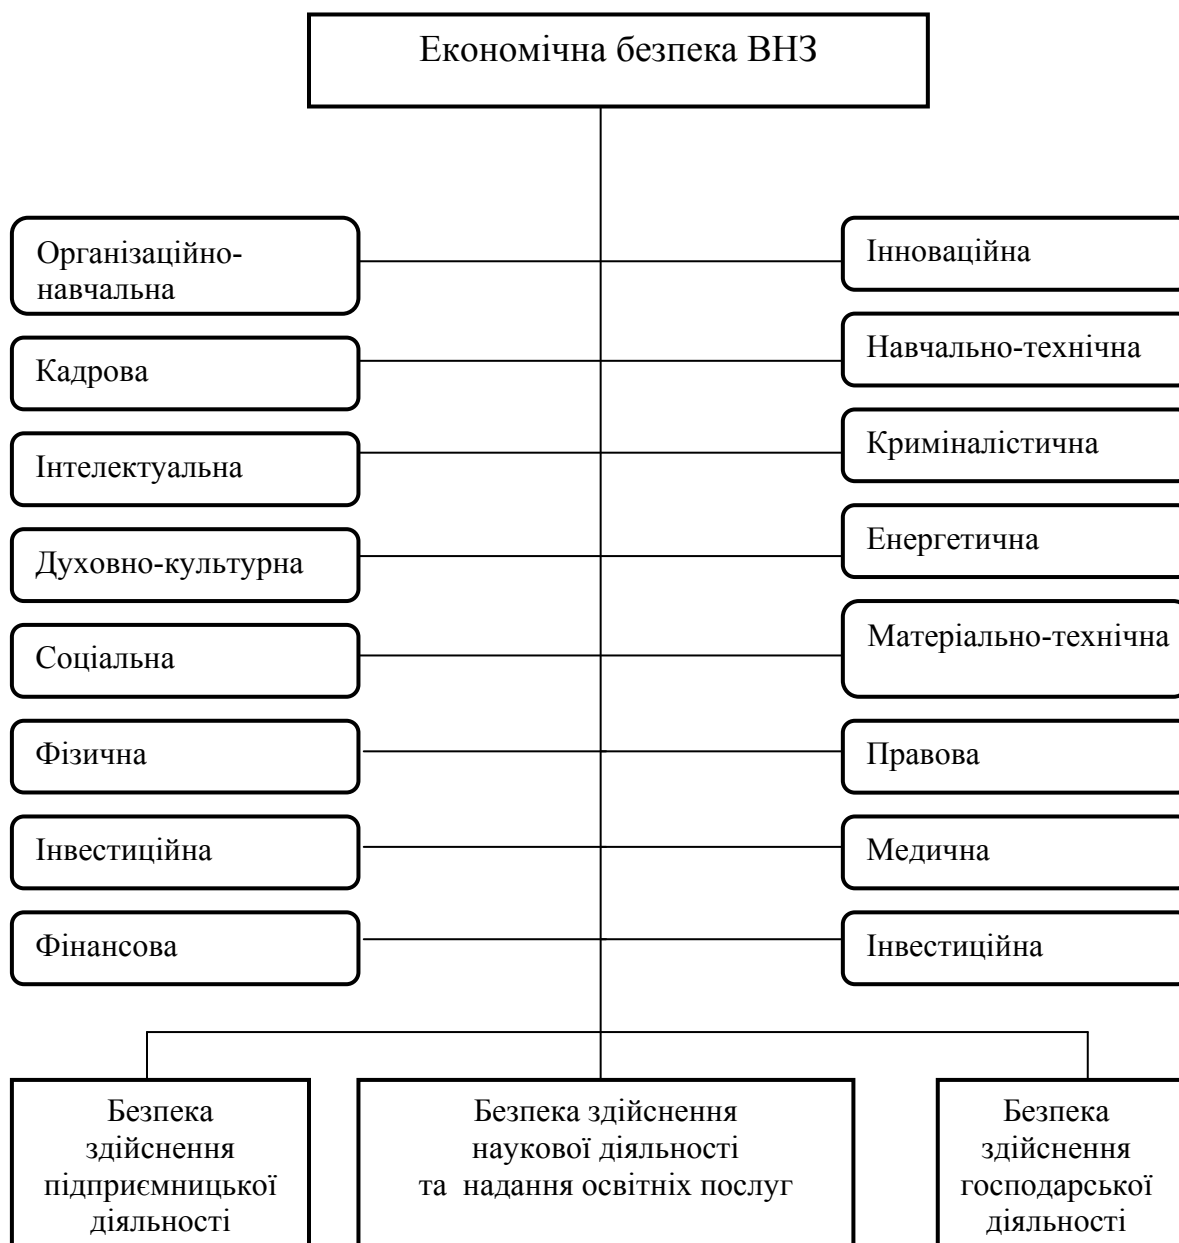 Економічна безпека ВНЗ
Організаційно-
навчальна
Кадрова
Інтелектуальна
Духовно-культурна
Соціальна
Фізична
Інвестиційна
Фінансова
Інноваційна
Навчально-технічна
Криміналістична
Енергетична
Матеріально-технічна
Правова
Медична
Інвестиційна
Безпека
здійснення
підприємницької
діяльності
Безпека здійснення
наукової діяльності
та надання освітніх послуг
Безпека
здійснення
господарської
діяльності